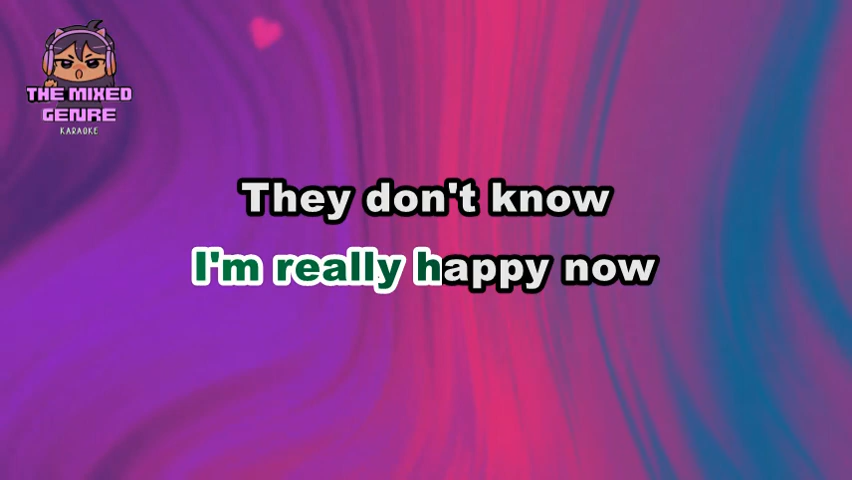 THE MIXED
GENRE
KARAOKE
They don't know
I'm really happy now